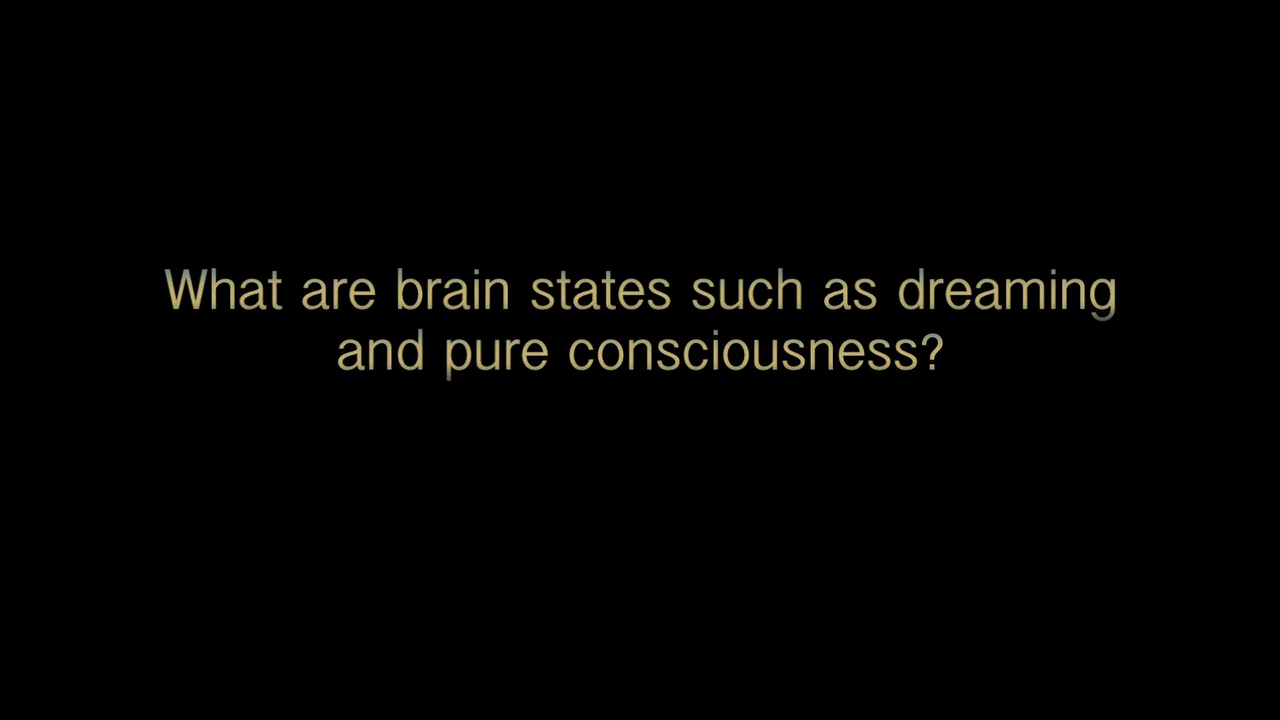 What are brain states such as dreaming
and pure consciousness?